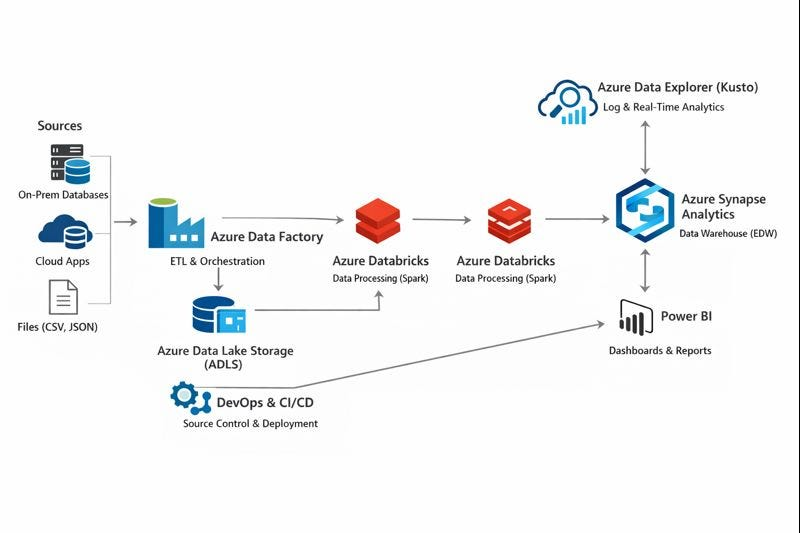 Sources
On-Prem Databases
Cloud Apps
Files (CSV, JSON)
Azure Data Factory
ETL & Orchestration
Azure Data Lake Storage
(ADLS)
DevOps & CI/CD
Source Control & Deployment
Azure Databricks
Data Processing (Spark)
Azure Databricks
Data Processing (Spark)
Azure Data Explorer (Kusto)
Log & Real-Time Analytics
Azure Synapse
Analytics
Data Warehouse (EDW)
Power BI
Dashboards & Reports